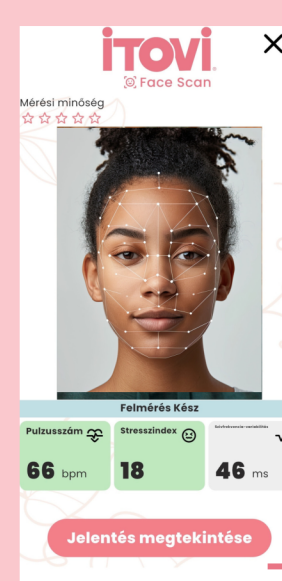 iTOVi
Face Scan
Mérési minőség
Felmérés Kész
Pulzusszám
66 bpm
Stresszindex
18
46 ms
Jelentés megtekintése